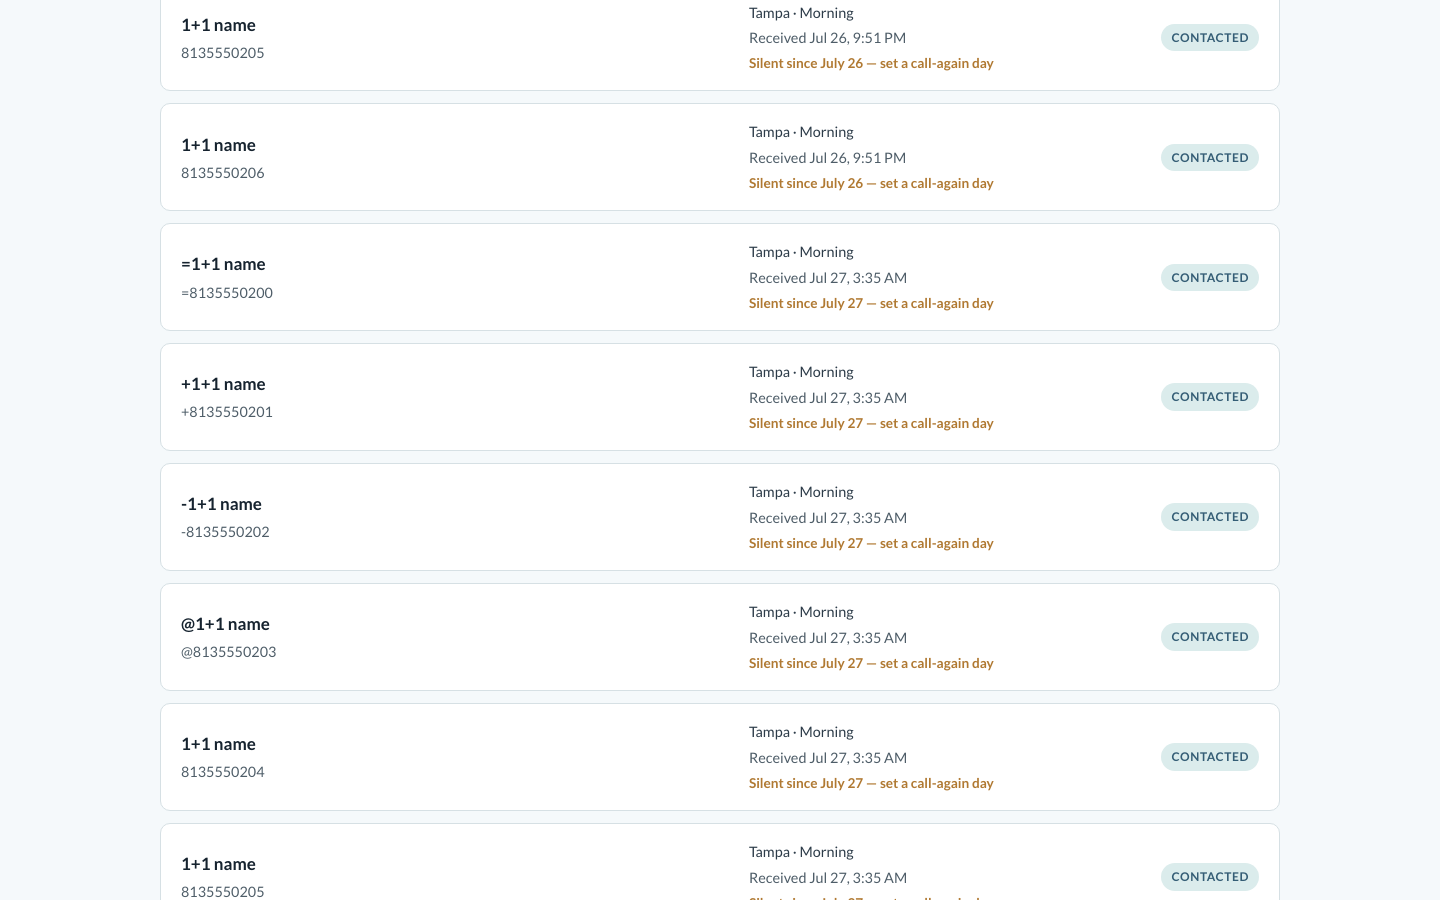 1+1 name
8135550205
Tampa · Morning
Received Jul 26, 9:51 PM
Silent since July 26 — set a call-again day
CONTACTED
1+1 name
8135550206
Tampa · Morning
Received Jul 26, 9:51 PM
Silent since July 26 — set a call-again day
CONTACTED
=1+1 name
=8135550200
Tampa · Morning
Received Jul 27, 3:35 AM
Silent since July 27 — set a call-again day
CONTACTED
+1+1 name
+8135550201
Tampa · Morning
Received Jul 27, 3:35 AM
Silent since July 27 — set a call-again day
CONTACTED
-1+1 name
-8135550202
Tampa · Morning
Received Jul 27, 3:35 AM
Silent since July 27 — set a call-again day
CONTACTED
@1+1 name
@8135550203
Tampa · Morning
Received Jul 27, 3:35 AM
Silent since July 27 — set a call-again day
CONTACTED
1+1 name
8135550204
Tampa · Morning
Received Jul 27, 3:35 AM
Silent since July 27 — set a call-again day
CONTACTED
1+1 name
8135550205
Tampa · Morning
Received Jul 27, 3:35 AM
CONTACTED